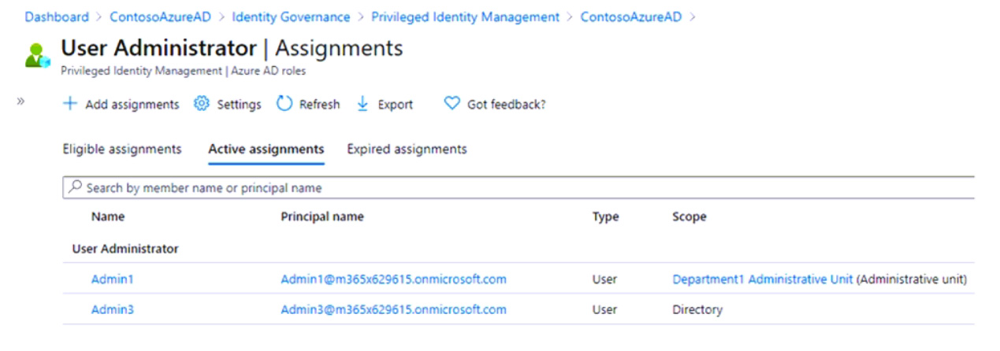 Dashboard > ContosoAzureAD > Identity Governance > Privileged Identity Management > ContosoAzureAD >
User Administrator | Assignments
Privileged Identity Management | Azure AD roles
» + Add assignments Settings Refresh Export Got feedback?
Eligible assignments Active assignments Expired assignments
Search by member name or principal name
Name Principal name Type Scope
User Administrator
Admin1 Admin1@m365x629615.onmicrosoft.com User Department1 Administrative Unit (Administrative unit)
Admin3 Admin3@m365x629615.onmicrosoft.com User Directory